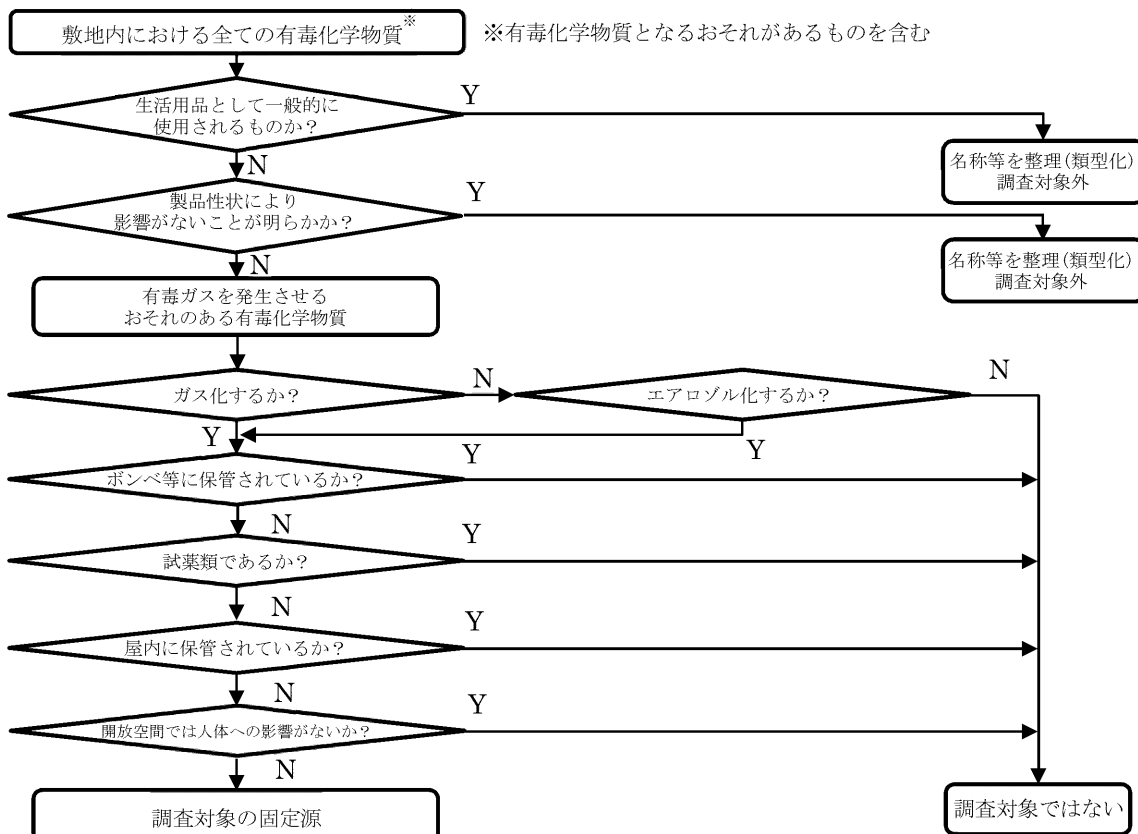 敷地内における全ての有毒化学物質※
※有毒化学物質となるおそれがあるものを含む
生活用品として一般的に
使用されるものか？
Y
名称等を整理(類型化)
調査対象外
N
製品性状により
影響がないことが明らかか？
Y
名称等を整理(類型化)
調査対象外
N
有毒ガスを発生させる
おそれのある有毒化学物質
ガス化するか？
N
エアロゾル化するか？
N
Y
Y
ボンベ等に保管されているか？
Y
N
試薬類であるか？
Y
N
屋内に保管されているか？
Y
N
開放空間では人体への影響がないか？
Y
N
調査対象の固定源
調査対象ではない